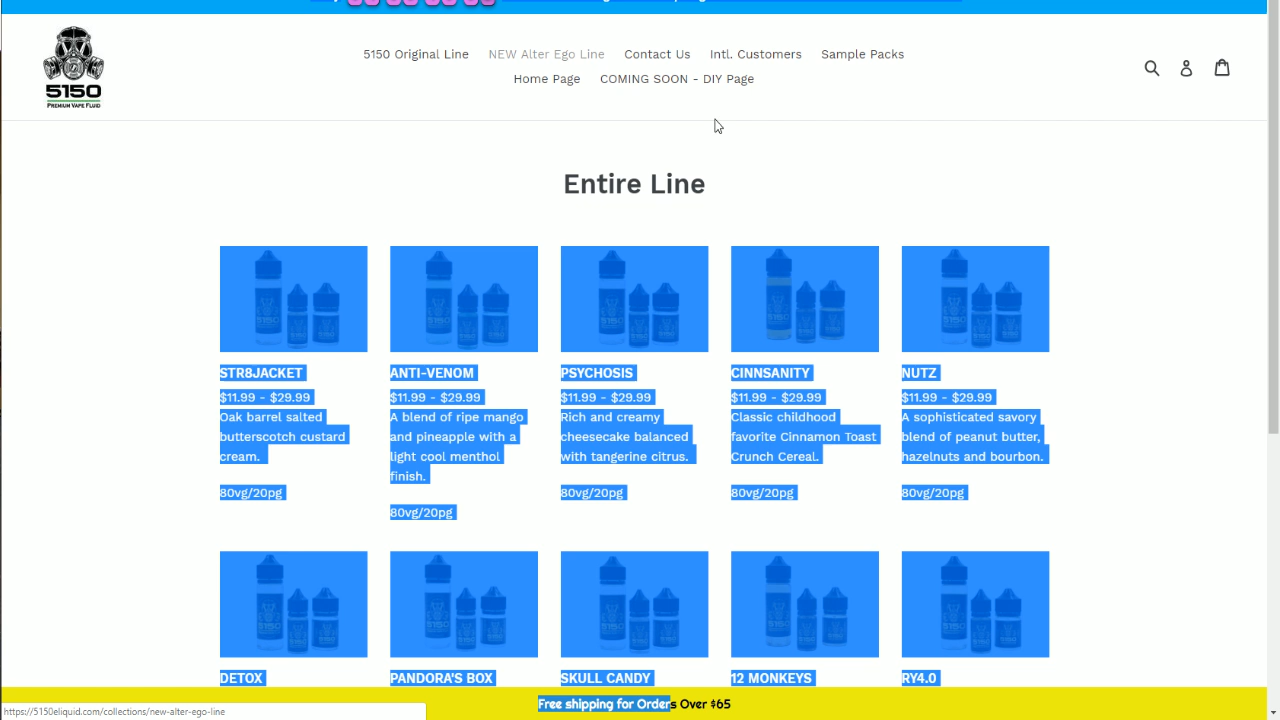 5150 Original Line NEW Alter Ego Line Contact Us Intl. Customers Sample Packs
Home Page COMING SOON - DIY Page
5150
PREMIUM VAPE FLUID
Entire Line
STR8JACKET
$11.99 - $29.99
Oak barrel salted
butterscotch custard
cream.
80vg/20pg
ANTI-VENOM
$11.99 - $29.99
A blend of ripe mango
and pineapple with a
light cool menthol
finish.
80vg/20pg
PSYCHOSIS
$11.99 - $29.99
Rich and creamy
cheesecake balanced
with tangerine citrus.
80vg/20pg
CINNSANITY
$11.99 - $29.99
Classic childhood
favorite Cinnamon Toast
Crunch Cereal.
80vg/20pg
NUTZ
$11.99 - $29.99
A sophisticated savory
blend of peanut butter,
hazelnuts and bourbon.
80vg/20pg
DETOX
PANDORA'S BOX
SKULL CANDY
12 MONKEYS
RY4.0
Free shipping for Orders Over $65
https://5150eliquid.com/collections/new-alter-ego-line